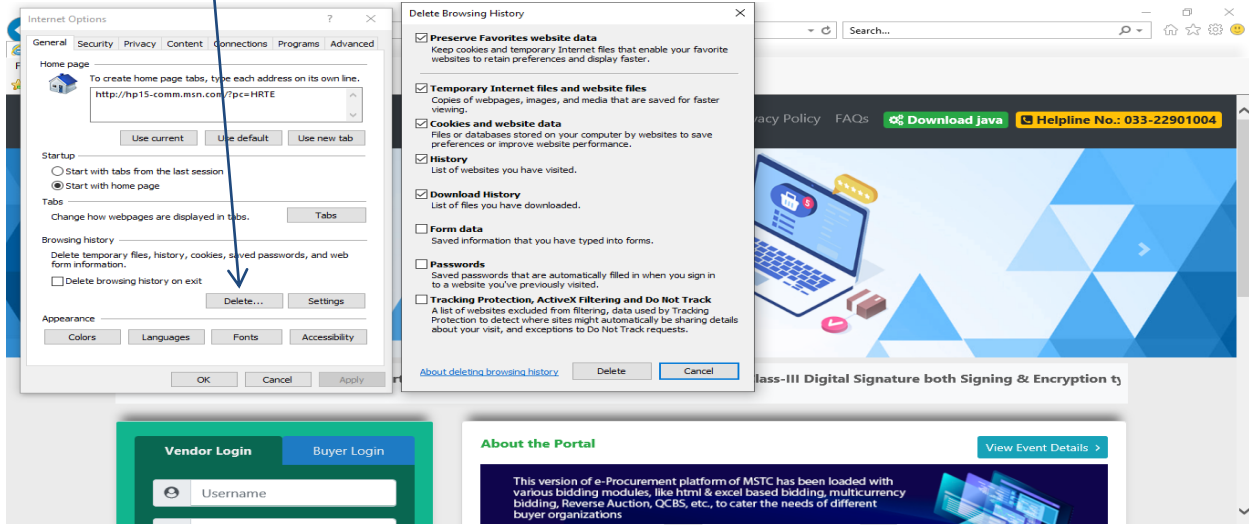 Internet Options
General Security Privacy Content Connections Programs Advanced
Home page
To create home page tabs, type each address on its own line.
http://hp15-comm.msn.com/?pc=HRTE
Use current Use default Use new tab
Startup
Start with tabs from the last session
Start with home page
Tabs
Change how webpages are displayed in tabs. Tabs
Browsing history
Delete temporary files, history, cookies, saved passwords, and web
form information.
Delete browsing history on exit
Delete... Settings
Appearance
Colors Languages Fonts Accessibility
OK Cancel Apply
Delete Browsing History
Preserve Favorites website data
Keep cookies and temporary Internet files that enable your favorite
websites to retain preferences and display faster.
Temporary Internet files and website files
Copies of webpages, images, and media that are saved for faster
viewing.
Cookies and website data
Files or databases stored on your computer by websites to save
preferences or improve website performance.
History
List of websites you have visited.
Download History
List of files you have downloaded.
Form data
Saved information that you have typed into forms.
Passwords
Saved passwords that are automatically filled in when you sign in
to a website you've previously visited.
Tracking Protection, ActiveX Filtering and Do Not Track
A list of websites excluded from filtering, data used by Tracking
Protection to detect where sites might automatically be sharing details
about your visit, and exceptions to Do Not Track requests.
About deleting browsing history Delete Cancel
Search...
vacy Policy FAQs Download java Helpline No.: 033-22901004
5
lass-III Digital Signature both Signing & Encryption ty
Vendor Login Buyer Login
Username
About the Portal
View Event Details
This version of e-Procurement platform of MSTC has been loaded with
various bidding modules, like html & excel based bidding, multicurrency
bidding, Reverse Auction, QCBS, etc., to cater the needs of different
buyer organizations